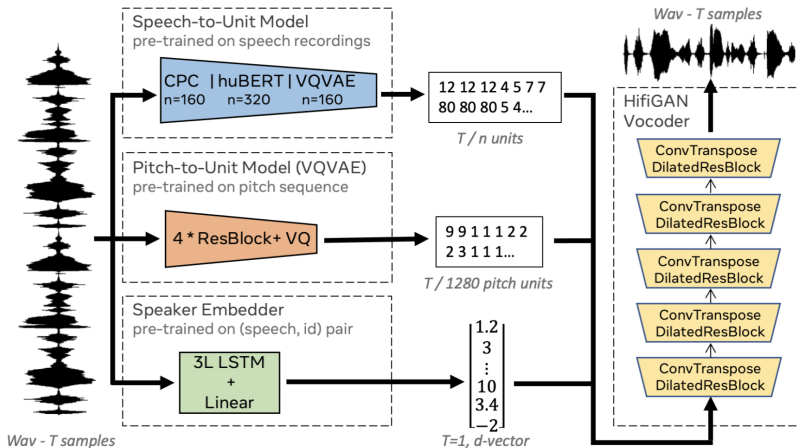 Speech-to-Unit Model
pre-trained on speech recordings
CPC | huBERT | VQVAE
n=160 n=320 n=160
12 12 12 4 5 7 7
80 80 80 5 4...
T / n units
Pitch-to-Unit Model (VQVAE)
pre-trained on pitch sequence
4 * ResBlock+ VQ
9 9 1 1 1 2 2
2 3 1 1 1...
T / 1280 pitch units
Speaker Embedder
pre-trained on (speech, id) pair
3L LSTM
+
Linear
1.2
3
⋮
10
3.4
−2
T=1, d-vector
Wav - T samples
Wav - T samples
HifiGAN
Vocoder
ConvTranspose
DilatedResBlock
ConvTranspose
DilatedResBlock
ConvTranspose
DilatedResBlock
ConvTranspose
DilatedResBlock
ConvTranspose
DilatedResBlock